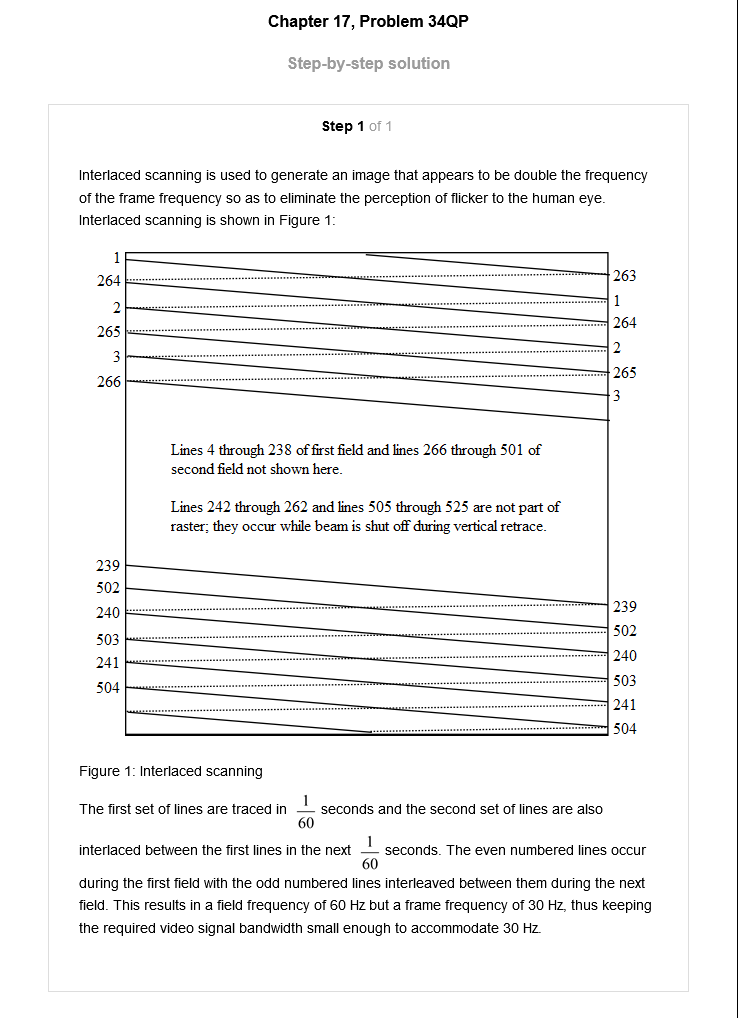 Chapter 17, Problem 34QP
Step-by-step solution
Step 1 of 1
Interlaced scanning is used to generate an image that appears to be double the frequency
of the frame frequency so as to eliminate the perception of flicker to the human eye.
Interlaced scanning is shown in Figure 1:
1
264
2
265
3
266
263
1
264
2
265
3
Lines 4 through 238 of first field and lines 266 through 501 of
second field not shown here.
Lines 242 through 262 and lines 505 through 525 are not part of
raster; they occur while beam is shut off during vertical retrace.
239
502
240
503
241
504
239
502
240
503
241
504
Figure 1: Interlaced scanning
The first set of lines are traced in 1/60 seconds and the second set of lines are also
interlaced between the first lines in the next 1/60 seconds. The even numbered lines occur
during the first field with the odd numbered lines interleaved between them during the next
field. This results in a field frequency of 60 Hz but a frame frequency of 30 Hz, thus keeping
the required video signal bandwidth small enough to accommodate 30 Hz.